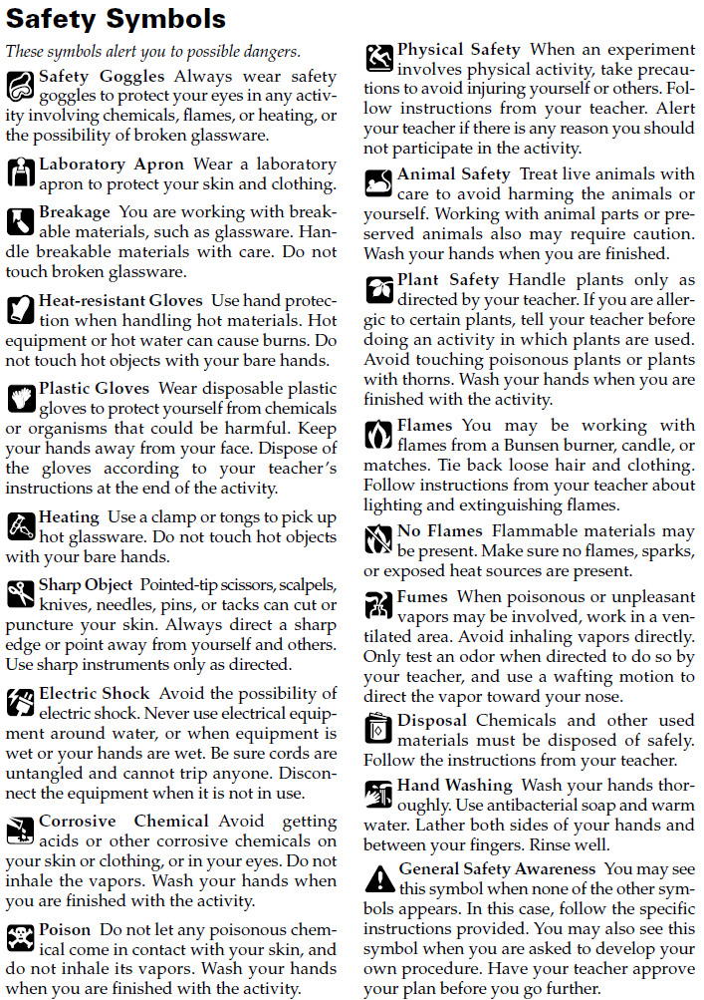 Safety Symbols
These symbols alert you to possible dangers.
Safety Goggles Always wear safety
goggles to protect your eyes in any activ-
ity involving chemicals, flames, or heating, or
the possibility of broken glassware.
Laboratory Apron Wear a laboratory
apron to protect your skin and clothing.
Breakage You are working with break-
able materials, such as glassware. Han-
dle breakable materials with care. Do not
touch broken glassware.
Heat-resistant Gloves Use hand protec-
tion when handling hot materials. Hot
equipment or hot water can cause burns. Do
not touch hot objects with your bare hands.
Plastic Gloves Wear disposable plastic
gloves to protect yourself from chemicals
or organisms that could be harmful. Keep
your hands away from your face. Dispose of
the gloves according to your teacher's
instructions at the end of the activity.
Heating Use a clamp or tongs to pick up
hot glassware. Do not touch hot objects
with your bare hands.
Sharp Object Pointed-tip scissors, scalpels,
knives, needles, pins, or tacks can cut or
puncture your skin. Always direct a sharp
edge or point away from yourself and others.
Use sharp instruments only as directed.
Electric Shock Avoid the possibility of
electric shock. Never use electrical equip-
ment around water, or when equipment is
wet or your hands are wet. Be sure cords are
untangled and cannot trip anyone. Discon-
nect the equipment when it is not in use.
Corrosive Chemical Avoid getting
acids or other corrosive chemicals on
your skin or clothing, or in your eyes. Do not
inhale the vapors. Wash your hands when
you are finished with the activity.
Poison Do not let any poisonous chem-
ical come in contact with your skin, and
do not inhale its vapors. Wash your hands
when you are finished with the activity.
Physical Safety When an experiment
involves physical activity, take precau-
tions to avoid injuring yourself or others. Fol-
low instructions from your teacher. Alert
your teacher if there is any reason you should
not participate in the activity.
Animal Safety Treat live animals with
care to avoid harming the animals or
yourself. Working with animal parts or pre-
served animals also may require caution.
Wash your hands when you are finished.
Plant Safety Handle plants only as
directed by your teacher. If you are aller-
gic to certain plants, tell your teacher before
doing an activity in which plants are used.
Avoid touching poisonous plants or plants
with thorns. Wash your hands when you are
finished with the activity.
Flames You may be working with
flames from a Bunsen burner, candle, or
matches. Tie back loose hair and clothing.
Follow instructions from your teacher about
lighting and extinguishing flames.
No Flames Flammable materials may
be present. Make sure no flames, sparks,
or exposed heat sources are present.
Fumes When poisonous or unpleasant
vapors may be involved, work in a ven-
tilated area. Avoid inhaling vapors directly.
Only test an odor when directed to do so by
your teacher, and use a wafting motion to
direct the vapor toward your nose.
Disposal Chemicals and other used
materials must be disposed of safely.
Follow the instructions from your teacher.
Hand Washing Wash your hands thor-
oughly. Use antibacterial soap and warm
water. Lather both sides of your hands and
between your fingers. Rinse well.
General Safety Awareness You may see
this symbol when none of the other sym-
bols appears. In this case, follow the specific
instructions provided. You may also see this
symbol when you are asked to develop your
own procedure. Have your teacher approve
your plan before you go further.